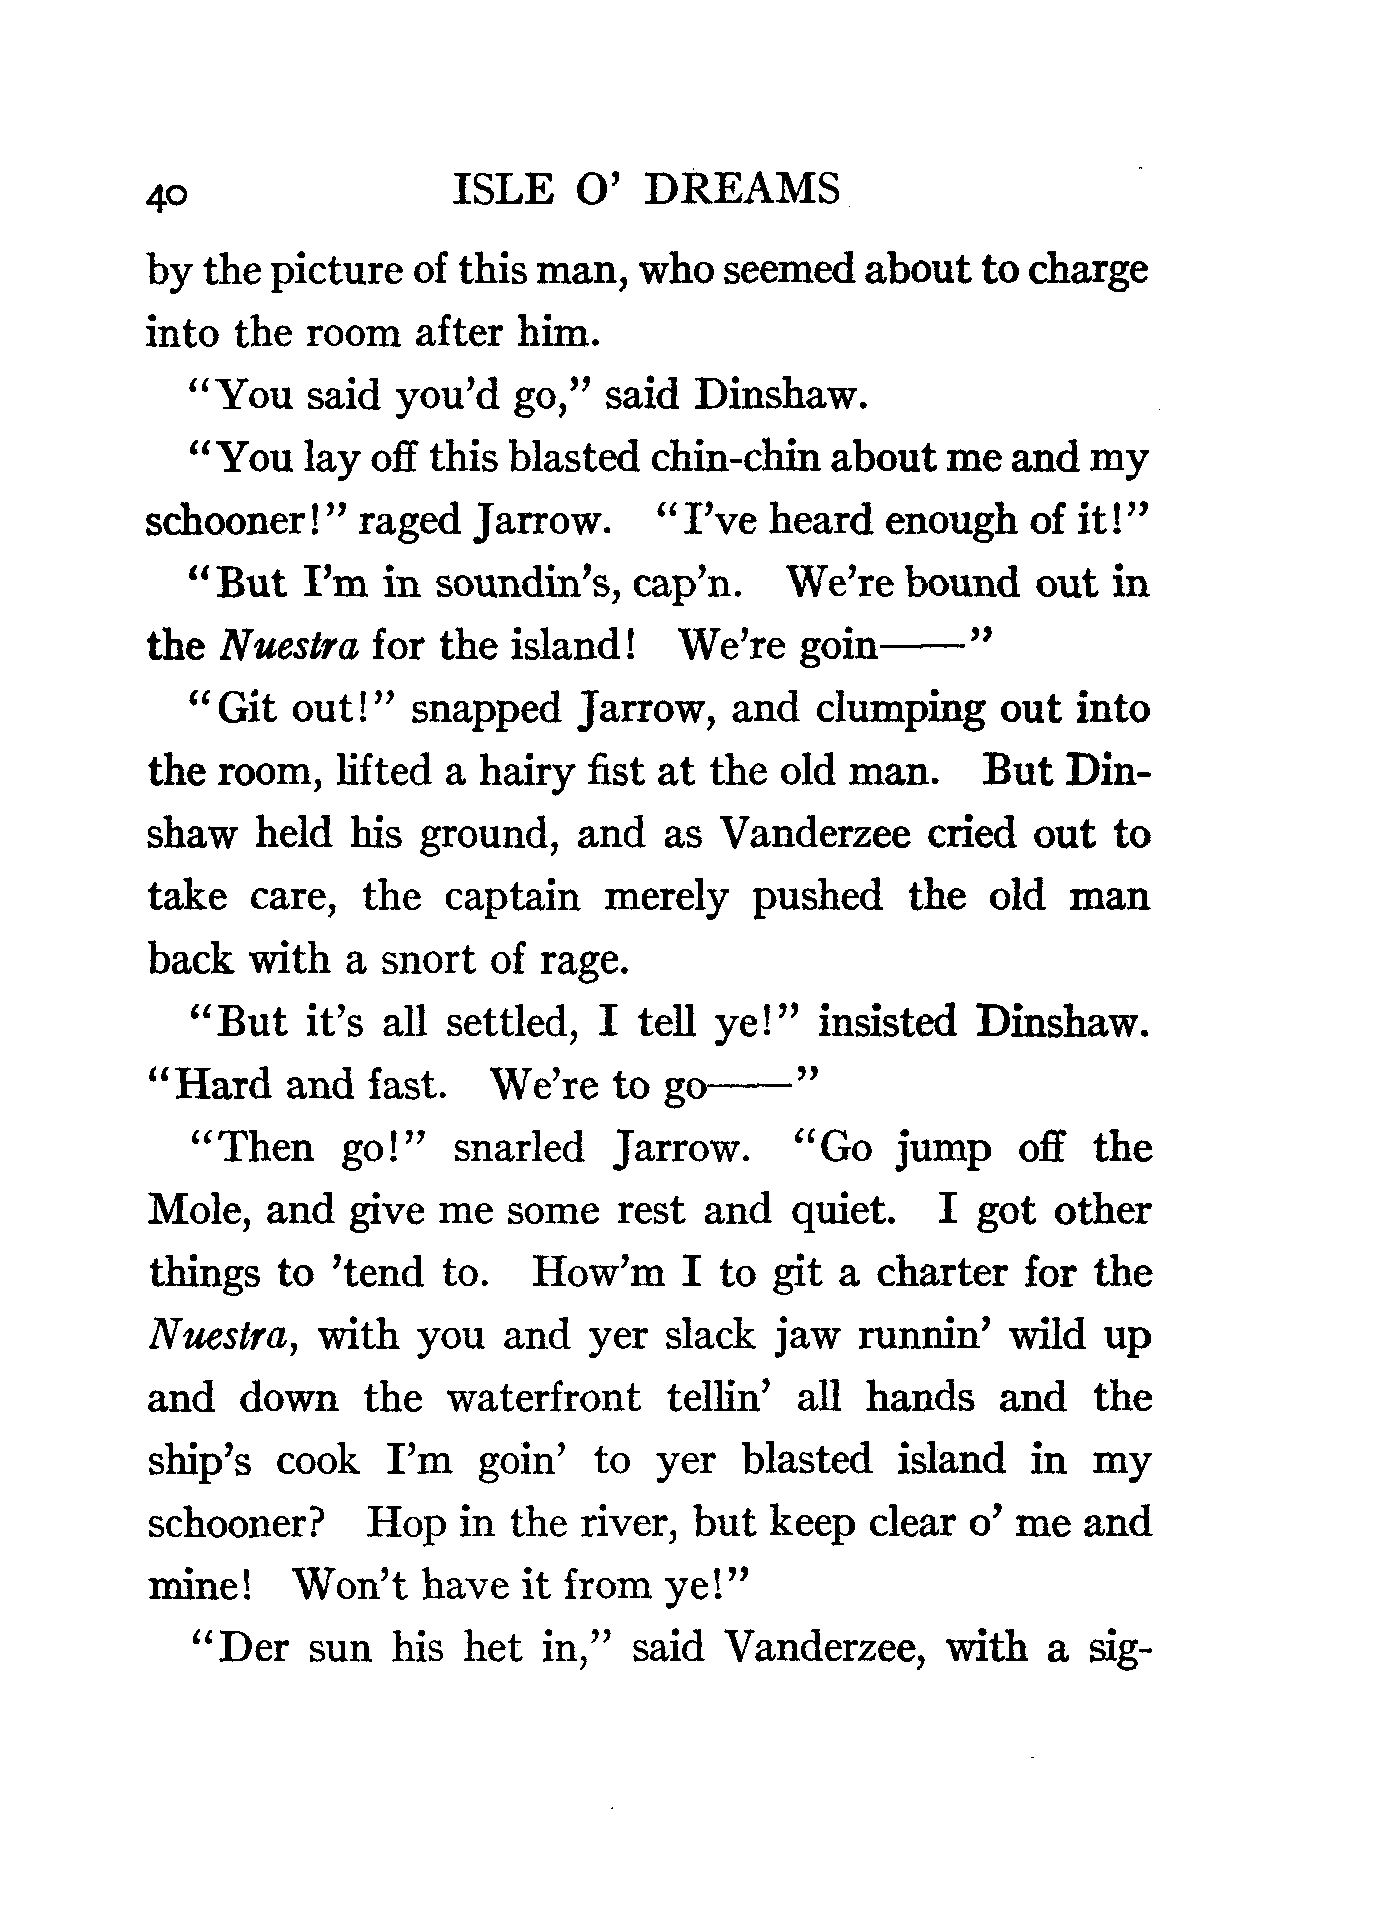 40 ISLE O’ DREAMS
by the picture of this man, who seemed about to charge
into the room after him.
“You said you’d go,” said Dinshaw.
“You lay off this blasted chin-chin about me and my
schooner!” raged Jarrow. “I’ve heard enough of it!”
“But I’m in soundin’s, cap’n. We’re bound out in
the Nuestra for the island! We’re goin——”
“Git out!” snapped Jarrow, and clumping out into
the room, lifted a hairy fist at the old man. But Din-
shaw held his ground, and as Vanderzee cried out to
take care, the captain merely pushed the old man
back with a snort of rage.
“But it’s all settled, I tell ye!” insisted Dinshaw.
“Hard and fast. We’re to go——”
“Then go!” snarled Jarrow. “Go jump off the
Mole, and give me some rest and quiet. I got other
things to ’tend to. How’m I to git a charter for the
Nuestra, with you and yer slack jaw runnin’ wild up
and down the waterfront tellin’ all hands and the
ship’s cook I’m goin’ to yer blasted island in my
schooner? Hop in the river, but keep clear o’ me and
mine! Won’t have it from ye!”
“Der sun his het in,” said Vanderzee, with a sig-